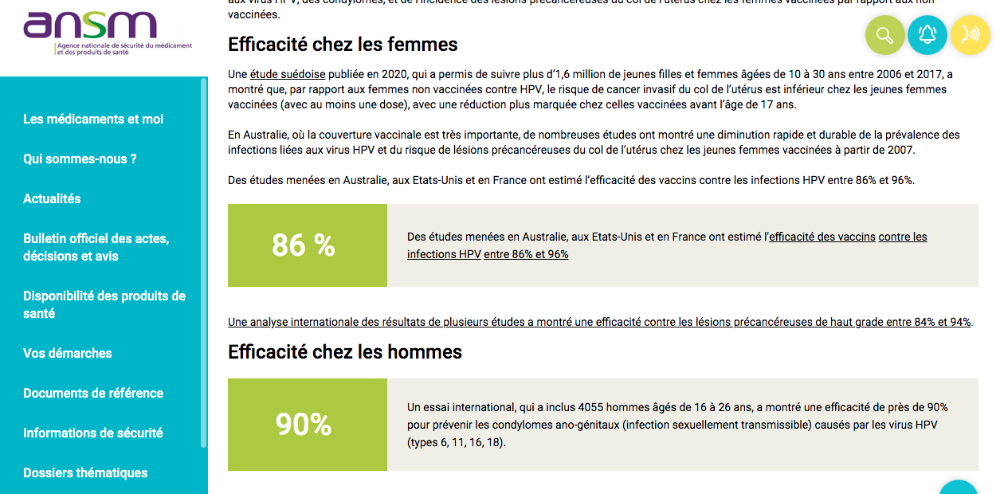 ansm
Agence nationale de sécurité du médicament
et des produits de santé
Les médicaments et moi
Qui sommes-nous ?
Actualités
Bulletin officiel des actes,
décisions et avis
Disponibilité des produits de
santé
Vos démarches
Documents de référence
Informations de sécurité
Dossiers thématiques
aux virus HPV, des condylomes, et de l'incidence des lésions précancéreuses du col de l'utérus chez les femmes vaccinées par rapport aux non
vaccinées.
Efficacité chez les femmes
Une étude suédoise publiée en 2020, qui a permis de suivre plus d’1,6 million de jeunes filles et femmes âgées de 10 à 30 ans entre 2006 et 2017, a
montré que, par rapport aux femmes non vaccinées contre HPV, le risque de cancer invasif du col de l’utérus est inférieur chez les jeunes femmes
vaccinées (avec au moins une dose), avec une réduction plus marquée chez celles vaccinées avant l’âge de 17 ans.
En Australie, où la couverture vaccinale est très importante, de nombreuses études ont montré une diminution rapide et durable de la prévalence des
infections liées aux virus HPV et du risque de lésions précancéreuses du col de l’utérus chez les jeunes femmes vaccinées à partir de 2007.
Des études menées en Australie, aux Etats-Unis et en France ont estimé l’efficacité des vaccins contre les infections HPV entre 86% et 96%.
86 %
Des études menées en Australie, aux Etats-Unis et en France ont estimé l’efficacité des vaccins contre les
infections HPV entre 86% et 96%
Une analyse internationale des résultats de plusieurs études a montré une efficacité contre les lésions précancéreuses de haut grade entre 84% et 94%.
Efficacité chez les hommes
90%
Un essai international, qui a inclus 4055 hommes âgés de 16 à 26 ans, a montré une efficacité de près de 90%
pour prévenir les condylomes ano-génitaux (infection sexuellement transmissible) causés par les virus HPV
(types 6, 11, 16, 18).